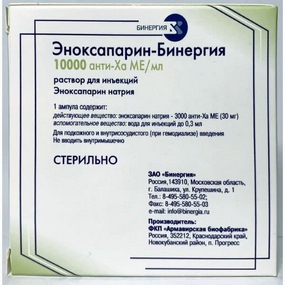 БИНЕРГИЯ
Эноксапарин-Бинергия
10000 анти-Ха МЕ/мл
раствор для инъекций
Эноксапарин натрия
1 ампула содержит:
действующее вещество: эноксапарин натрия - 3000 анти-Ха МЕ (30 мг)
вспомогательное вещество: вода для инъекций до 0,3 мл
Для подкожного и внутрисосудистого (при гемодиализе) введения
Не вводить внутримышечно
СТЕРИЛЬНО
ЗАО "Бинергия"
Россия,143910, Московская область,
г. Балашиха, ул. Крупешина, д. 1
Тел: 8-495-580-55-02;
Факс: 8-495-580-55-03
e-mail: info@binergia.ru
Производитель:
ФКП «Армавирская биофабрика»
Россия, 352212, Краснодарский край,
Новокубанский район, п. Прогресс